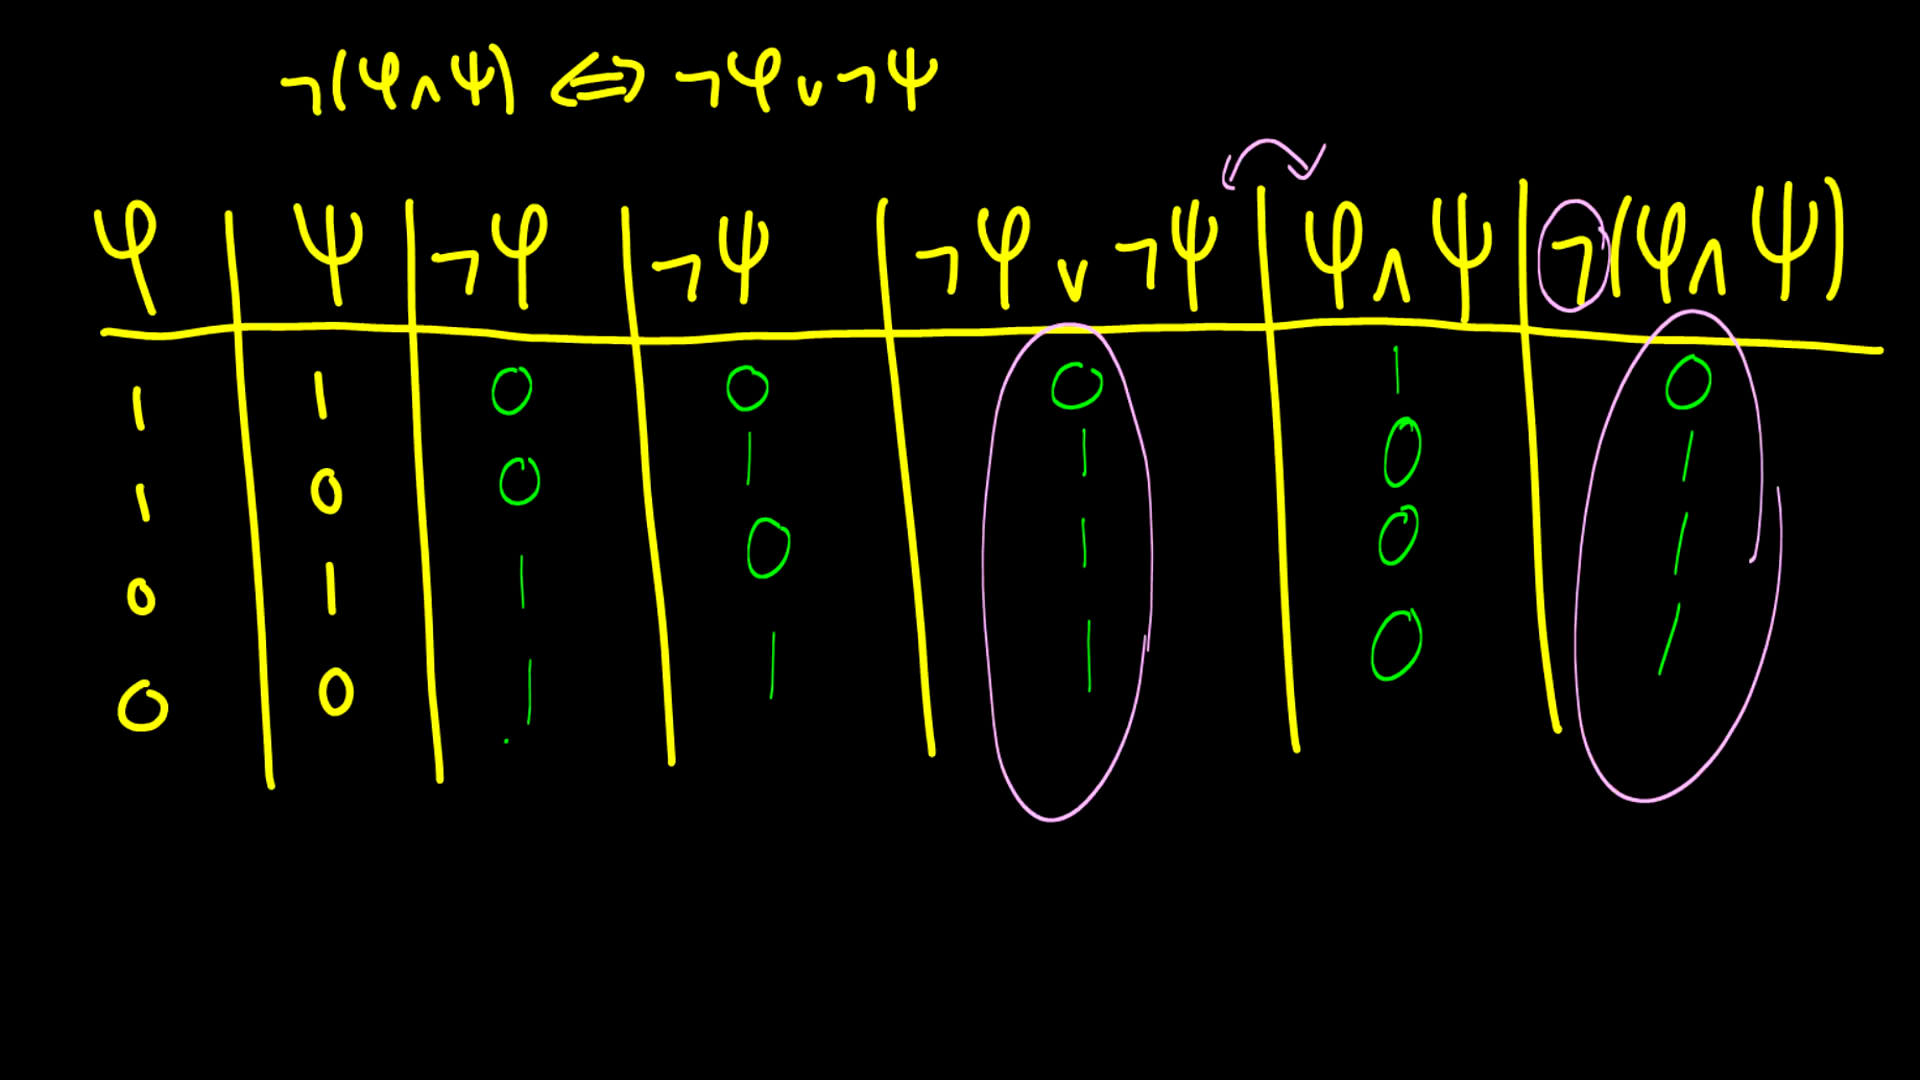 ¬(φ∧ψ) ⇔ ¬φ∨¬ψ
φ | ψ | ¬φ | ¬ψ | ¬φ∨¬ψ | φ∧ψ | ¬(φ∧ψ)
1 | 1 | 0 | 0 | 0 | 1 | 0
1 | 0 | 0 | 1 | 1 | 0 | 1
0 | 1 | 1 | 0 | 1 | 0 | 1
0 | 0 | 1 | 1 | 1 | 0 | 1